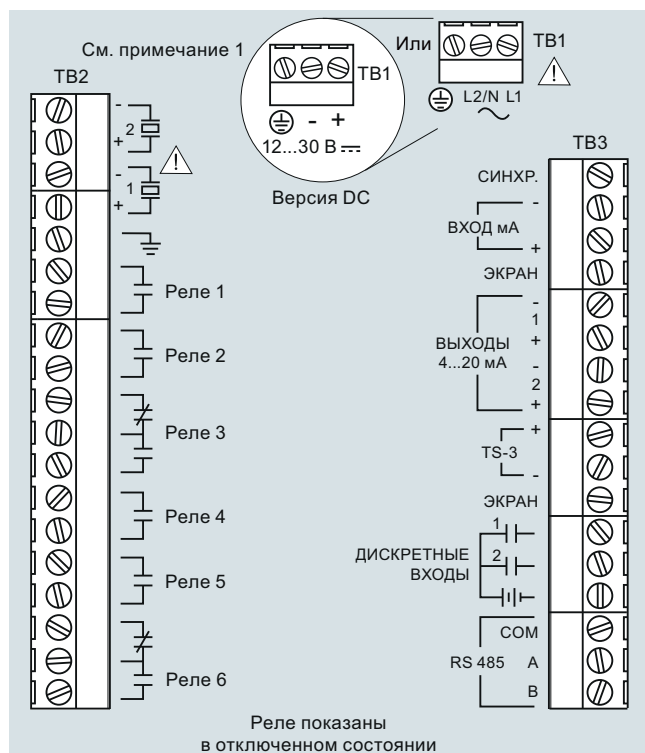 См. примечание 1
Или
TB1
TB1
L2/N L1
- +
12...30 В
Версия DC
TB2
-
2
+
-
1
+
Реле 1
Реле 2
Реле 3
Реле 4
Реле 5
Реле 6
TB3
СИНХР.
-
ВХОД мА
+
ЭКРАН
-
1
+
ВЫХОДЫ
4...20 мА
-
2
+
+
TS-3
-
ЭКРАН
1
2
ДИСКРЕТНЫЕ
ВХОДЫ
COM
RS 485 A
B
Реле показаны
в отключенном состоянии